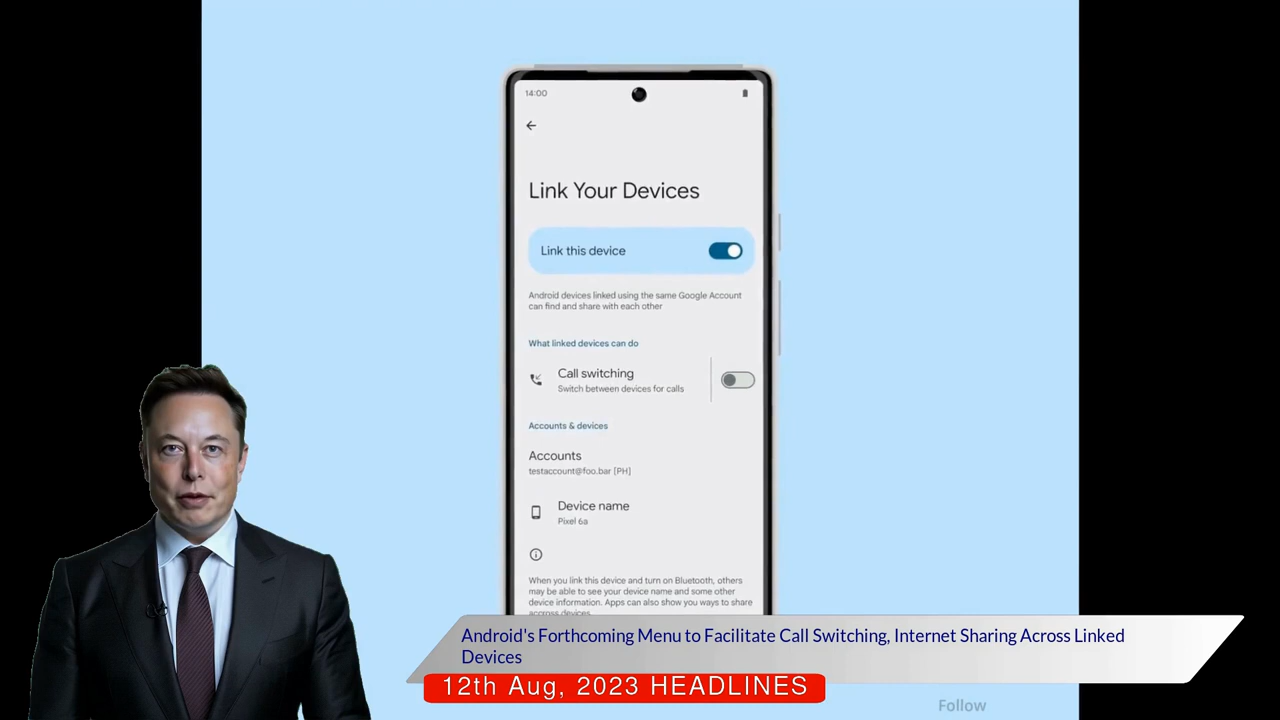 14:00
Link Your Devices
Link this device
Android devices linked using the same Google Account
can find and share with each other
What linked devices can do
Call switching
Switch between devices for calls
Accounts & devices
Accounts
testaccount@foo.bar [PH]
Device name
Pixel 6a
When you link this device and turn on Bluetooth, others
may be able to see your device name and some other
device information. Apps can also show you ways to share
accross devices.
Android's Forthcoming Menu to Facilitate Call Switching, Internet Sharing Across Linked
Devices
12th Aug, 2023 HEADLINES
Follow